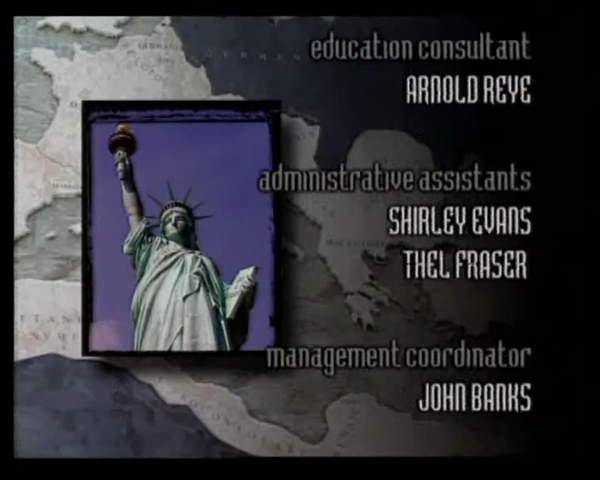 education consultant
ARNOLD REYE
administrative assistants
SHIRLEY EVANS
THEL FRASER
management coordinator
JOHN BANKS